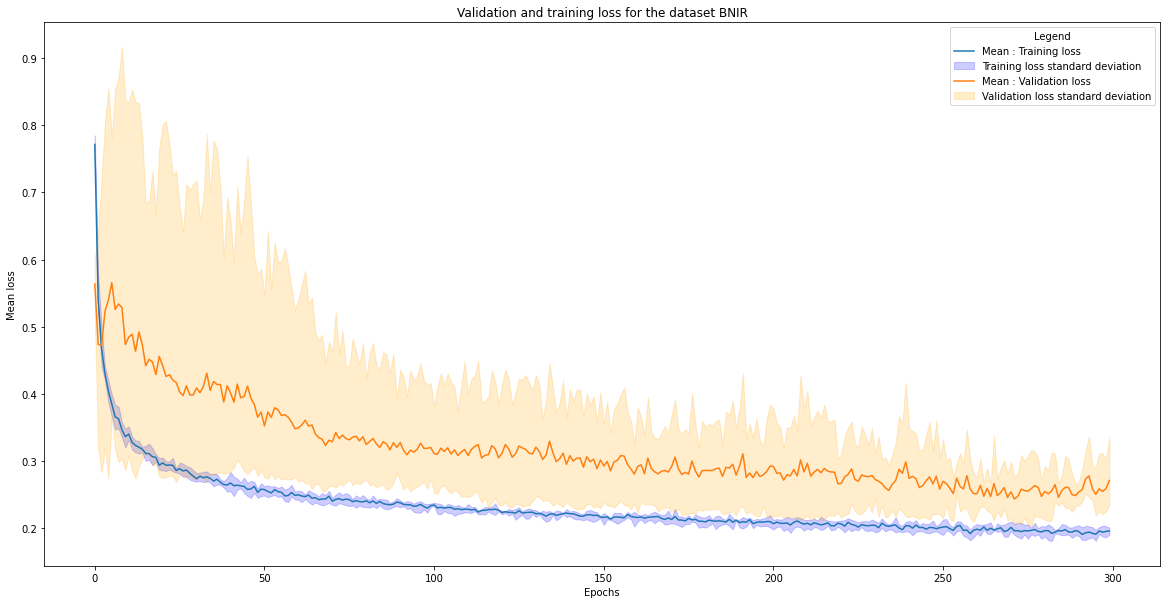 Validation and training loss for the dataset BNIR
Legend
Mean : Training loss
Training loss standard deviation
Mean : Validation loss
Validation loss standard deviation
Mean loss
0.9
0.8
0.7
0.6
0.5
0.4
0.3
0.2
0 50 100 150 200 250 300
Epochs